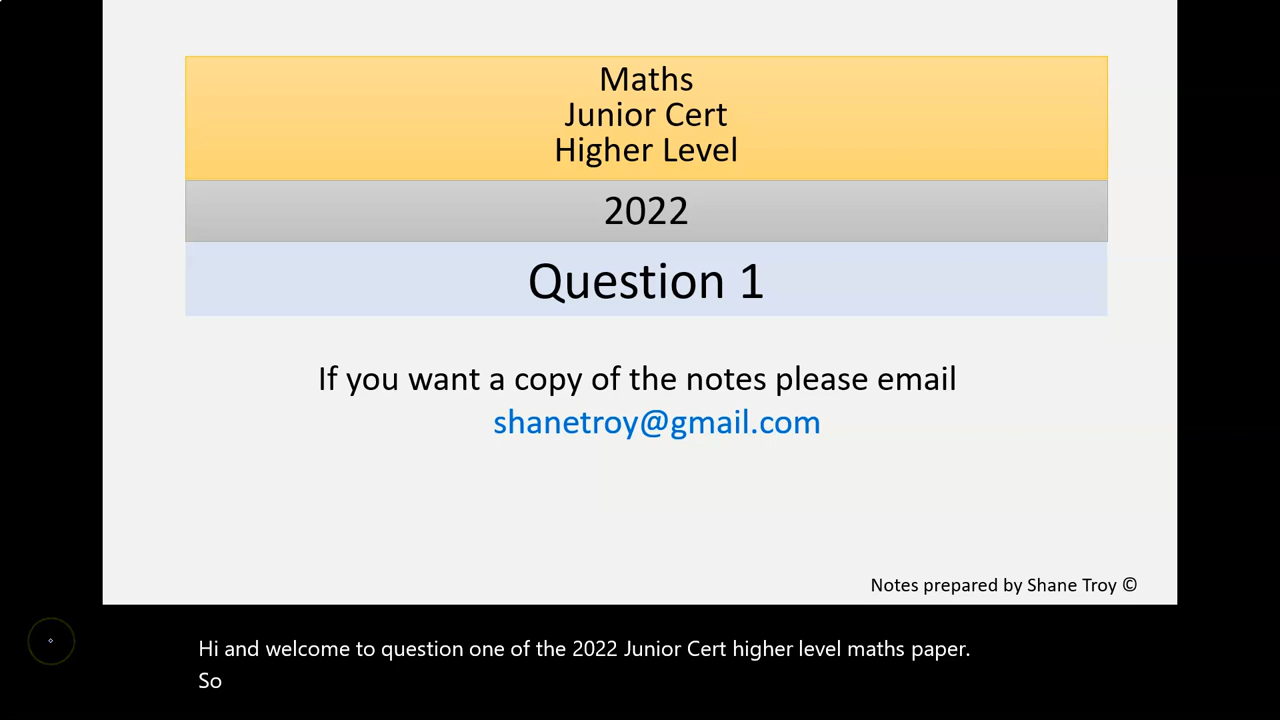 Maths
Junior Cert
Higher Level
2022
Question 1
If you want a copy of the notes please email
shanetroy@gmail.com
Notes prepared by Shane Troy ©
Hi and welcome to question one of the 2022 Junior Cert higher level maths paper.
So